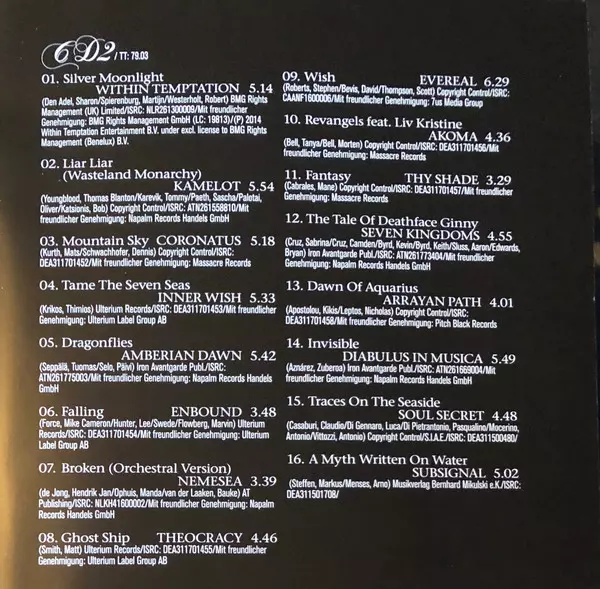 CD2 / TT: 79.03
01. Silver Moonlight
WITHIN TEMPTATION 5.14
(Den Adel, Sharon/Spierenburg, Martijn/Westerholt, Robert) BMG Rights
Management (UK) Limited/ISRC: NLR261300009/Mit freundlicher
Genehmigung: BMG Rights Management GmbH (LC: 19813)/(P) 2014
Within Temptation Entertainment B.V. under excl. license to BMG Rights
Management (Benelux) B.V.
02. Liar Liar
(Wasteland Monarchy)
KAMELOT 5.54
(Youngblood, Thomas Blanton/Karevik, Tommy/Paeth, Sascha/Palotai,
Oliver/Katsionis, Bob) Copyright Control/ISRC: ATN261558810/Mit
freundlicher Genehmigung: Napalm Records Handels GmbH
03. Mountain Sky CORONATUS 5.18
(Kurth, Mats/Schwachhofer, Dennis) Copyright Control/ISRC:
DEA311701452/Mit freundlicher Genehmigung: Massacre Records
04. Tame The Seven Seas
INNER WISH 5.33
(Krikos, Thimios) Ulterium Records/ISRC: DEA311701453/Mit freundlicher
Genehmigung: Ulterium Label Group AB
05. Dragonflies
AMBERIAN DAWN 5.42
(Seppälä, Tuomas/Selo, Päivi) Iron Avantgarde Publ./ISRC:
ATN261775003/Mit freundlicher Genehmigung: Napalm Records Handels
GmbH
06. Falling ENBOUND 3.48
(Force, Mike Cameron/Hunter, Lee/Swede/Flowberg, Marvin) Ulterium
Records/ISRC: DEA311701454/Mit freundlicher Genehmigung: Ulterium
Label Group AB
07. Broken (Orchestral Version)
NEMESEA 3.39
(de Jong, Hendrik Jan/Ophuis, Manda/van der Laaken, Bauke) AT
Publishing/ISRC: NLKH41600002/Mit freundlicher Genehmigung: Napalm
Records Handels GmbH
08. Ghost Ship THEOCRACY 4.46
(Smith, Matt) Ulterium Records/ISRC: DEA311701455/Mit freundlicher
Genehmigung: Ulterium Label Group AB
09. Wish EVEREAL 6.29
(Roberts, Stephen/Bevis, David/Thompson, Scott) Copyright Control/ISRC:
CAANF1600006/Mit freundlicher Genehmigung: 7us Media Group
10. Revangels feat. Liv Kristine
AKOMA 4.36
(Bell, Tanya/Bell, Morten) Copyright Control/ISRC: DEA311701456/Mit
freundlicher Genehmigung: Massacre Records
11. Fantasy THY SHADE 3.29
(Cabrales, Mane) Copyright Control/ISRC: DEA311701457/Mit freundlicher
Genehmigung: Massacre Records
12. The Tale Of Deathface Ginny
SEVEN KINGDOMS 4.55
(Cruz, Sabrina/Cruz, Camden/Byrd, Kevin/Byrd, Keith/Sluss, Aaron/Edwards,
Bryan) Iron Avantgarde Publ./ISRC: ATN261773404/Mit freundlicher
Genehmigung: Napalm Records Handels GmbH
13. Dawn Of Aquarius
ARRAYAN PATH 4.01
(Apostolou, Kikis/Leptos, Nicholas) Copyright Control/ISRC:
DEA311701458/Mit freundlicher Genehmigung: Pitch Black Records
14. Invisible
DIABULUS IN MUSICA 5.49
(Aznárez, Zuberoa) Iron Avantgarde Publ./ISRC: ATN261669004/Mit
freundlicher Genehmigung: Napalm Records Handels GmbH
15. Traces On The Seaside
SOUL SECRET 4.48
(Casaburi, Claudio/Di Gennaro, Luca/Di Pietrantonio, Pasqualino/Mocerino,
Antonio/Vittozzi, Antonio) Copyright Control/S.I.A.E./ISRC: DEA311500480/
16. A Myth Written On Water
SUBSIGNAL 5.02
(Steffen, Markus/Menses, Arno) Musikverlag Bernhard Mikulski e.K./ISRC:
DEA311501708/